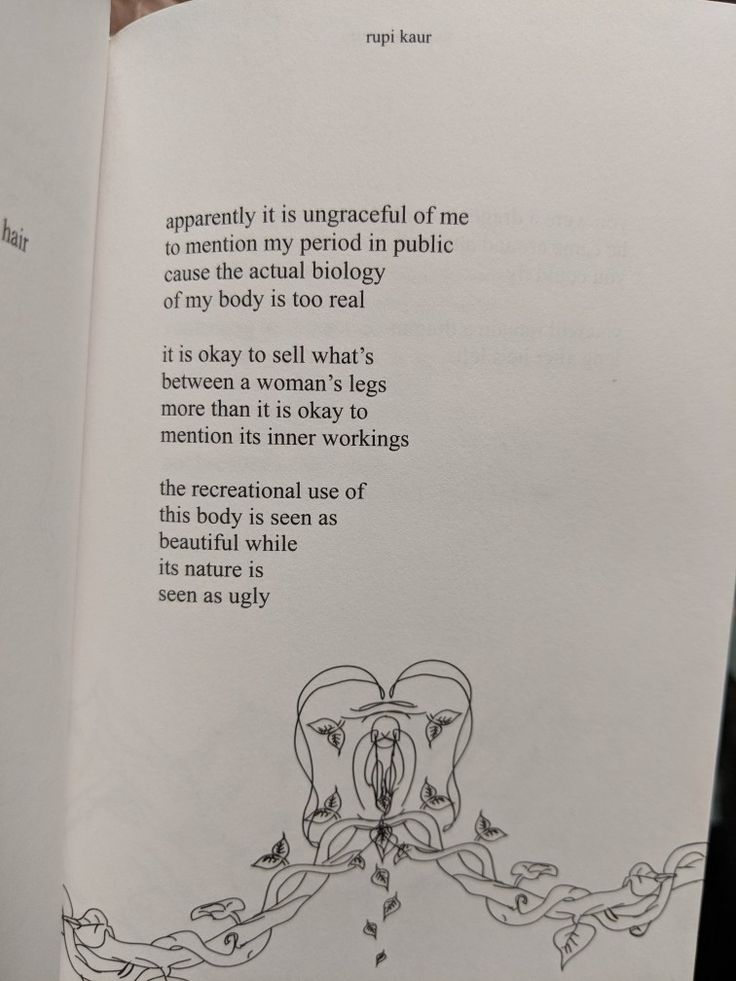 rupi kaur
hair
apparently it is ungraceful of me
to mention my period in public
cause the actual biology
of my body is too real
it is okay to sell what's
between a woman's legs
more than it is okay to
mention its inner workings
the recreational use of
this body is seen as
beautiful while
its nature is
seen as ugly